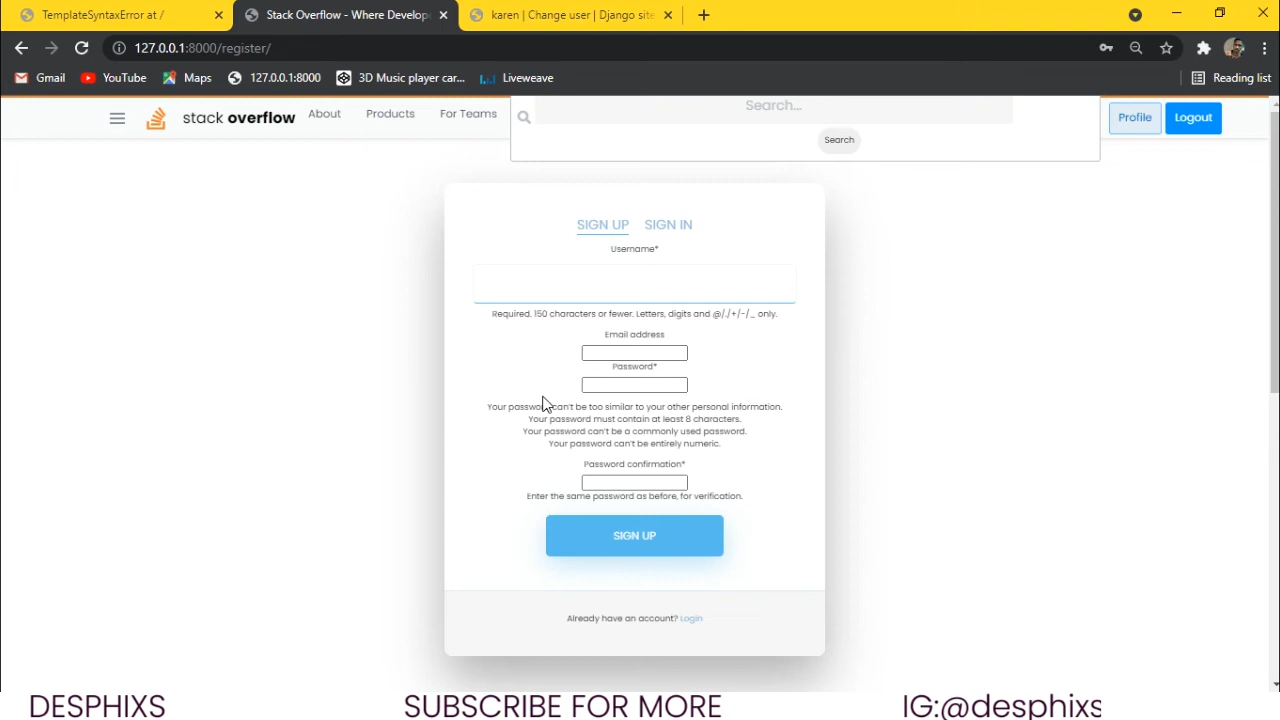 TemplateSyntaxError at /
Stack Overflow - Where Develop
karen | Change user | Django sit
127.0.0.1:8000/register/
Gmail
YouTube
Maps
127.0.0.1:8000
3D Music player car...
Liveweave
Reading list
stack overflow
About
Products
For Teams
Search...
Search
Profile
Logout
SIGN UP SIGN IN
Username*
Required. 150 characters or fewer. Letters, digits and @/./+/-/_ only.
Email address
Password*
Your password can't be too similar to your other personal information.
Your password must contain at least 8 characters.
Your password can't be a commonly used password.
Your password can't be entirely numeric.
Password confirmation*
Enter the same password as before, for verification.
SIGN UP
Already have an account? Login
DESPHIXS
SUBSCRIBE FOR MORE
IG:@desphixs